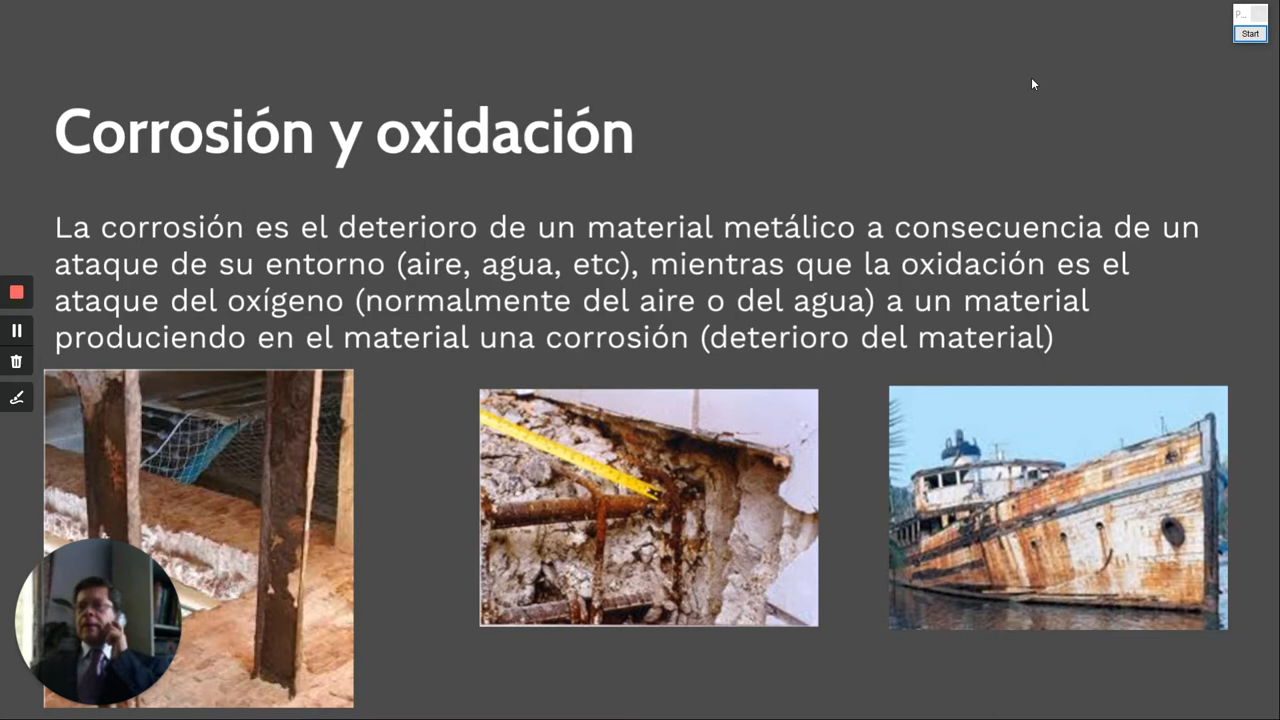 P...
Start
Corrosión y oxidación
La corrosión es el deterioro de un material metálico a consecuencia de un
ataque de su entorno (aire, agua, etc), mientras que la oxidación es el
ataque del oxígeno (normalmente del aire o del agua) a un material
produciendo en el material una corrosión (deterioro del material)